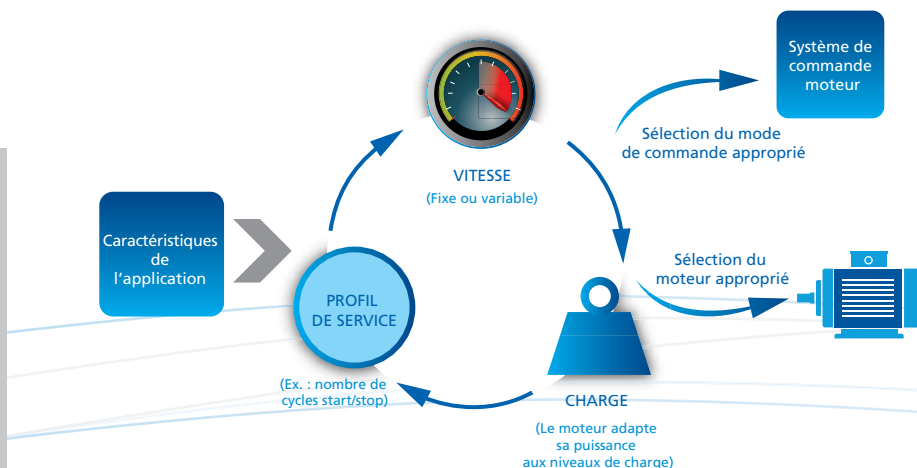 Système de
commande
moteur
Sélection du mode
de commande approprié
VITESSE
(Fixe ou variable)
Caractéristiques
de
l'application
Sélection du
moteur approprié
PROFIL
DE SERVICE
(Ex. : nombre de
cycles start/stop)
CHARGE
(Le moteur adapte
sa puissance
aux niveaux de charge)